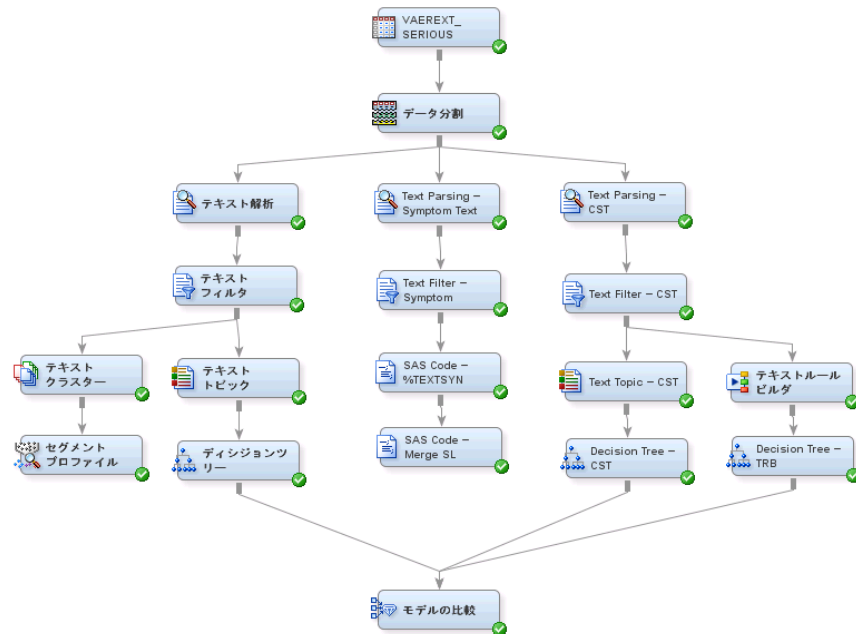 VAEREXT_
SERIOUS
データ分割
テキスト解析
Text Parsing –
Symptom Text
Text Parsing –
CST
テキスト
フィルタ
Text Filter –
Symptom
Text Filter – CST
テキスト
クラスター
テキスト
トピック
SAS Code –
%TEXTSYN
Text Topic – CST
テキストルール
ビルダ
セグメント
プロファイル
ディシジョンツ
リー
SAS Code –
Merge SL
Decision Tree –
CST
Decision Tree –
TRB
モデルの比較